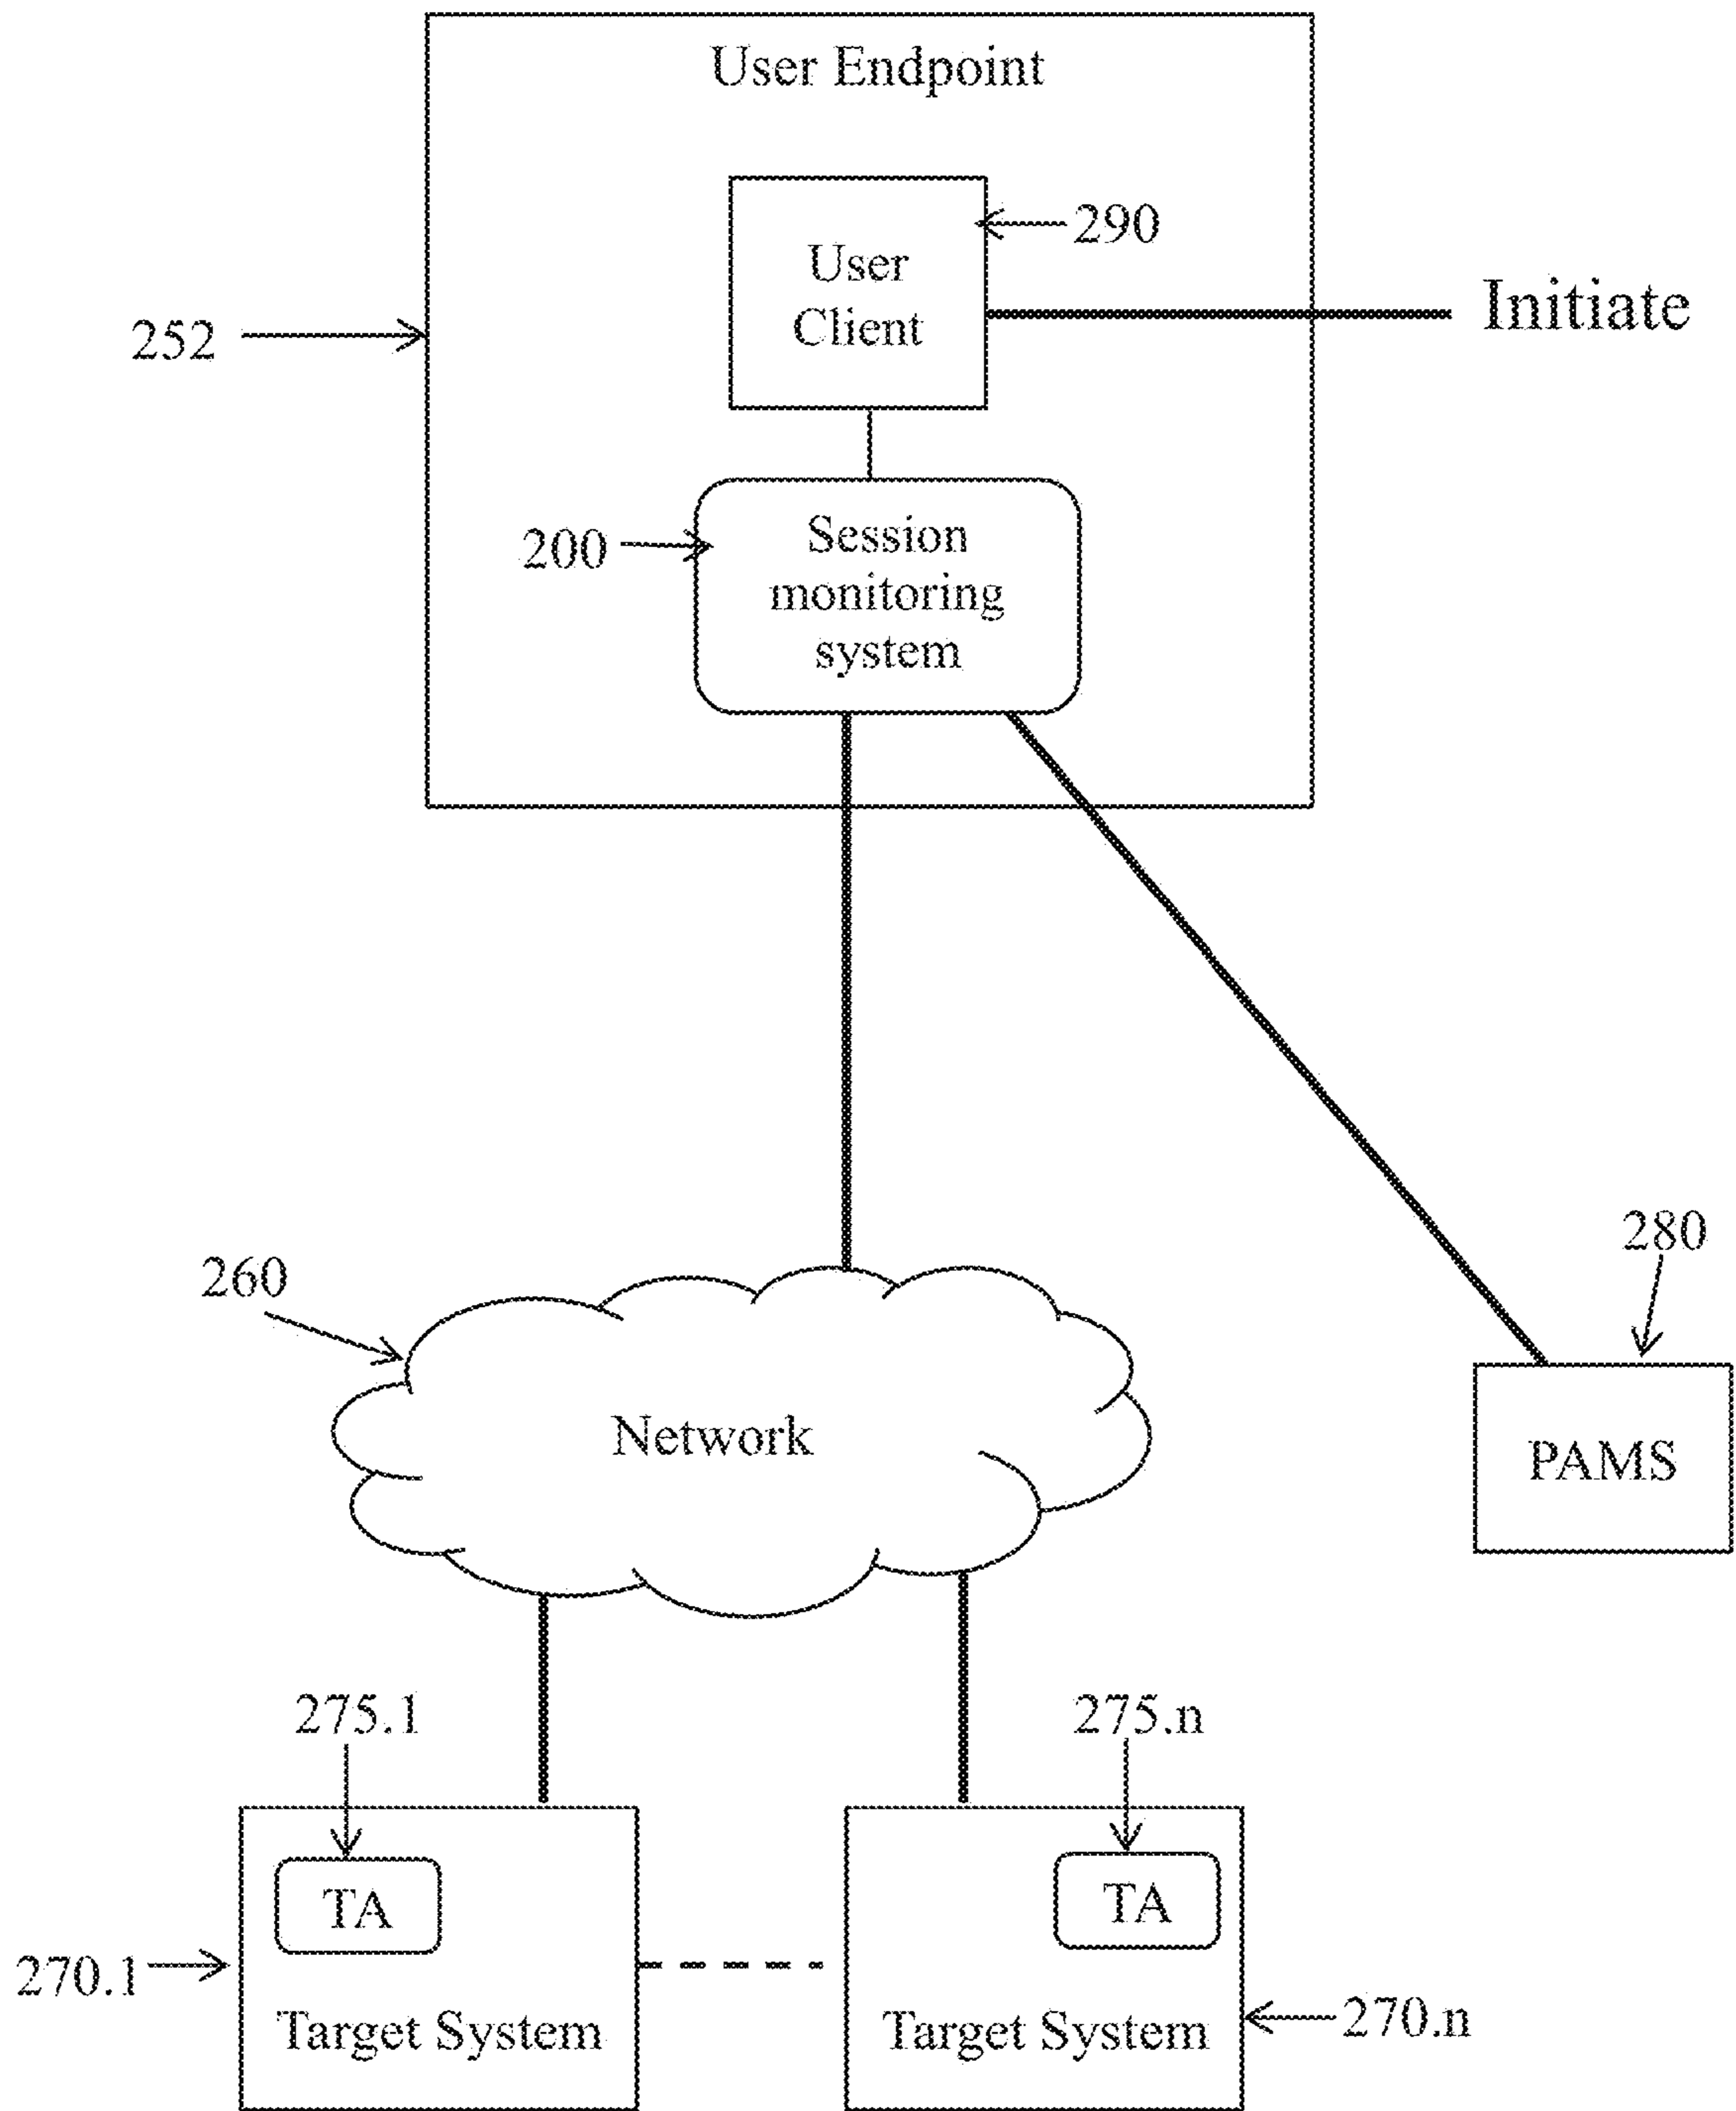 User Endpoint
290
User
Client
Initiate
252
200
Session
monitoring
system
260
280
Network
PAMS
275.1
275.n
TA
TA
270.1
Target System
Target System
270.n